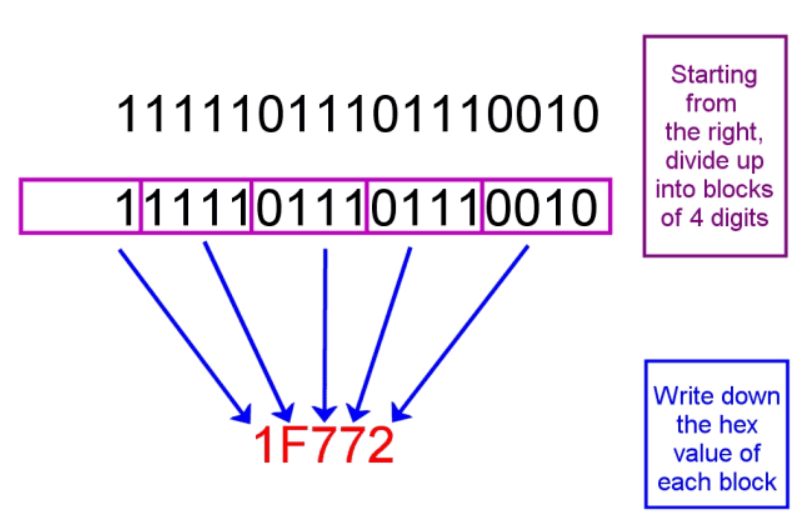 11111011101110010
Starting
from
the right,
divide up
into blocks
of 4 digits
1 1111 0111 0111 0010
1F772
Write down
the hex
value of
each block